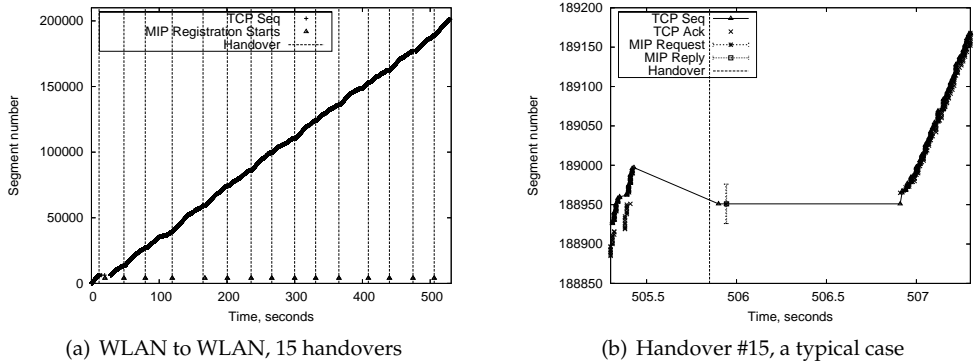 TCP Seq
MIP Registration Starts
Handover
200000
150000
100000
50000
0
Segment number
0 100 200 300 400 500
Time, seconds
(a) WLAN to WLAN, 15 handovers
TCP Seq
TCP Ack
MIP Request
MIP Reply
Handover
189200
189150
189100
189050
189000
188950
188900
188850
Segment number
505.5 506 506.5 507
Time, seconds
(b) Handover #15, a typical case